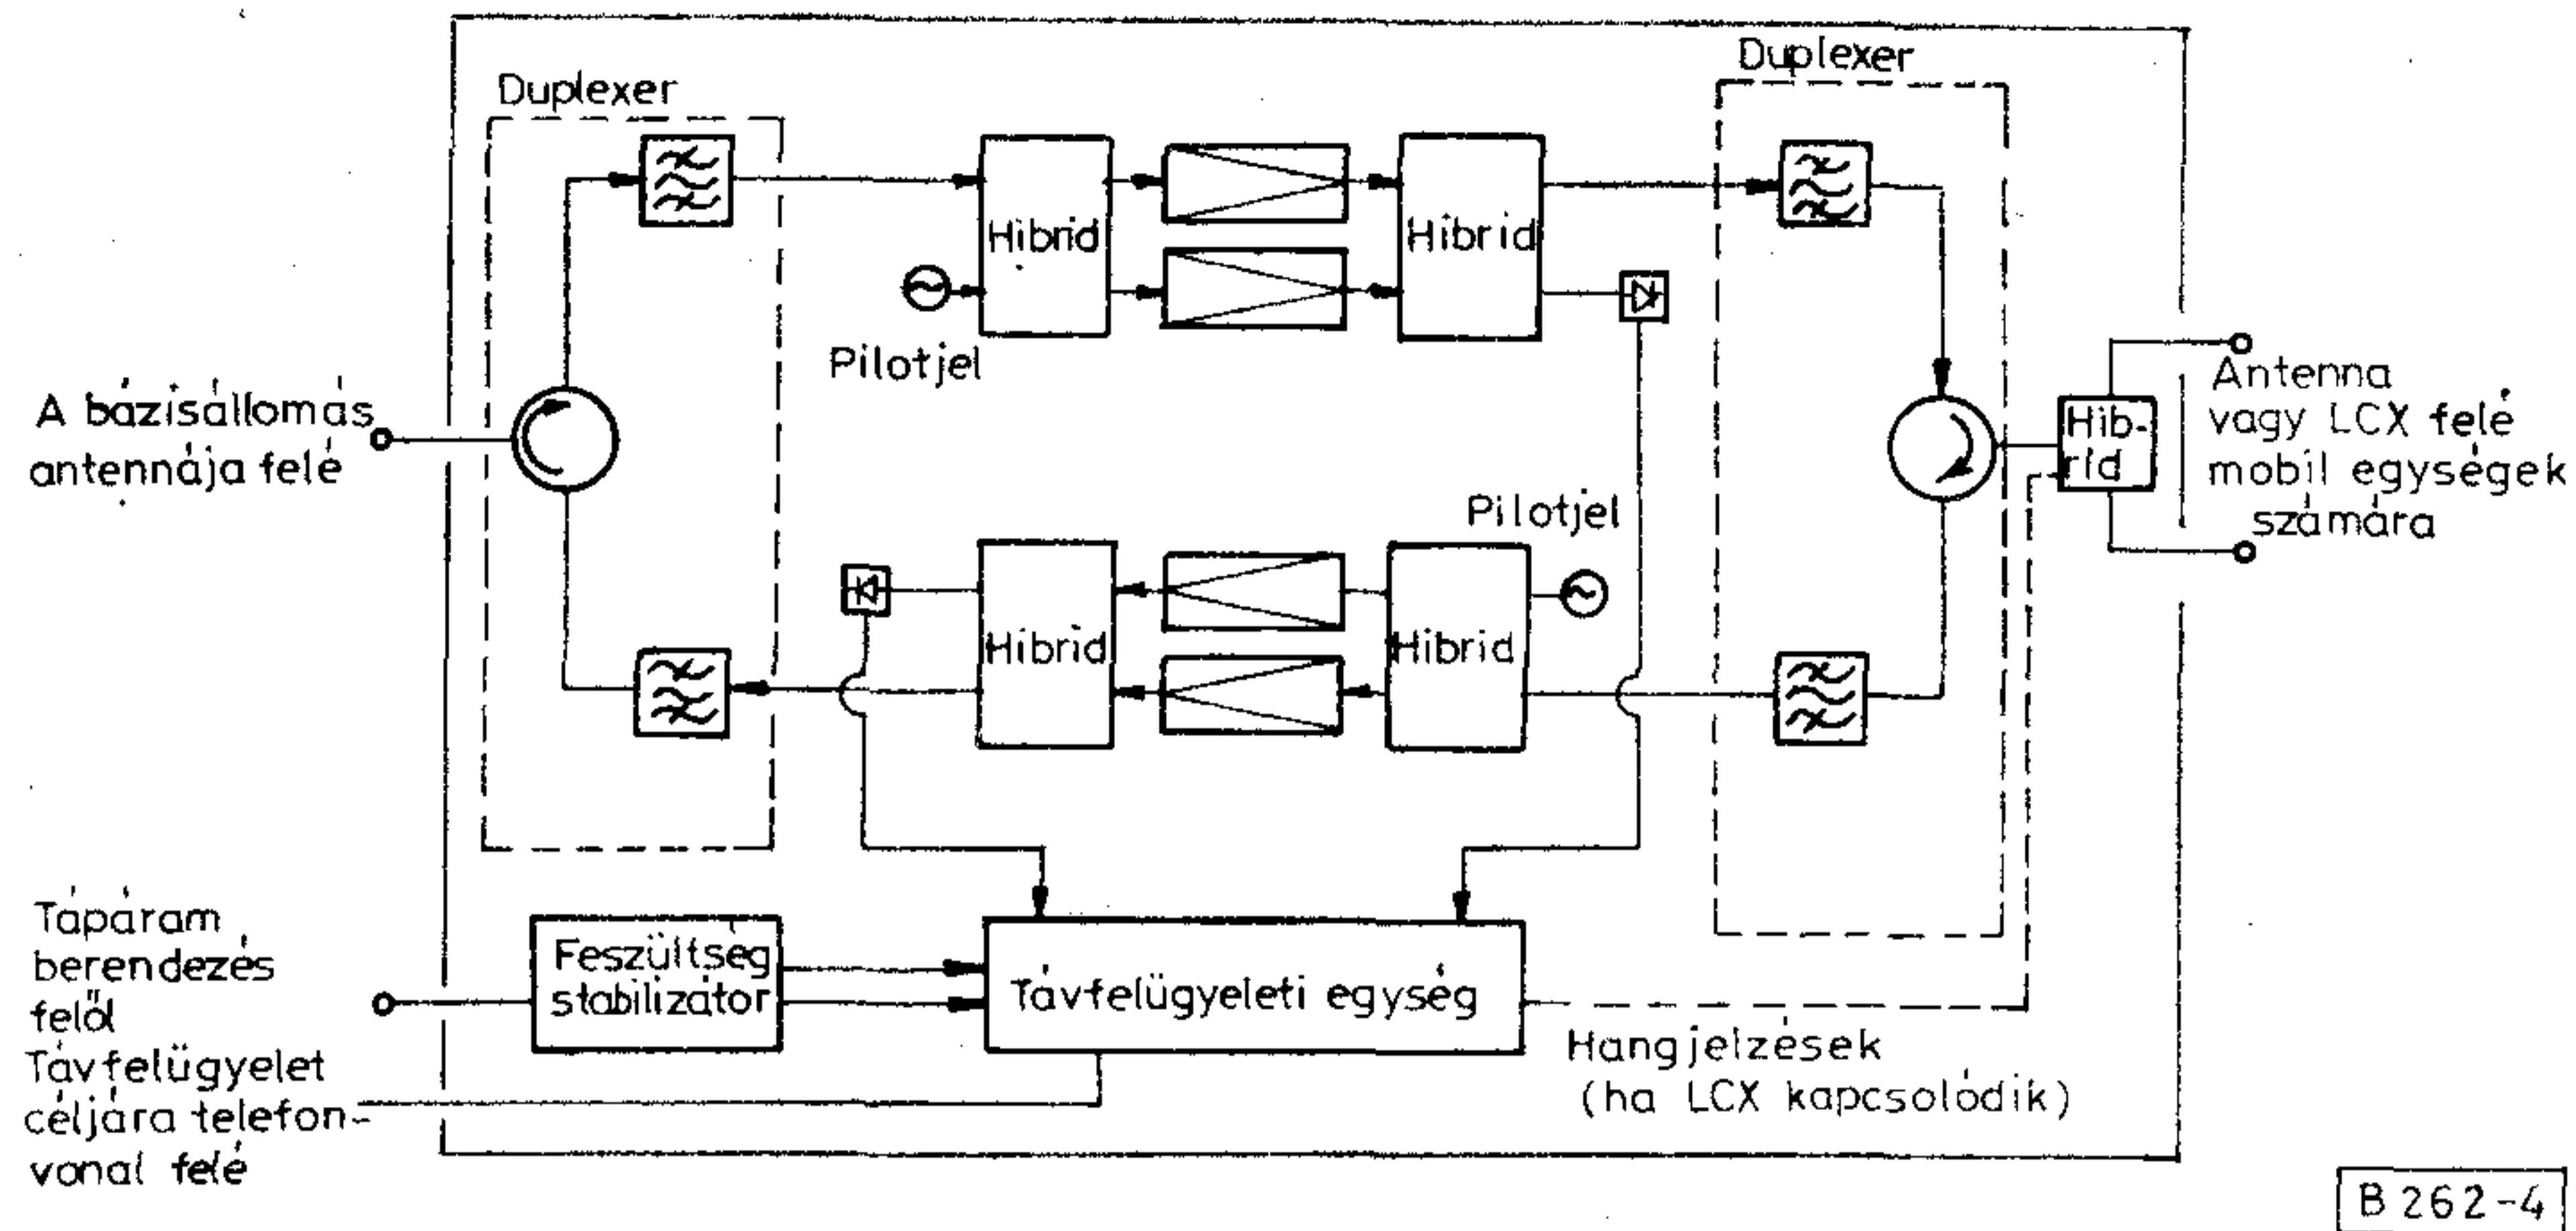 Duplexer
Duplexer
Hibrid
Hibrid
Pilotjel
A bázisállomás
antennája felé
Antenna
vagy LCX felé
mobil egységek
számára
Hib-
rid
Pilotjel
Hibrid
Hibrid
Tápáram
berendezés
felől
Feszültség
stabilizátor
Távfelügyeleti egység
Távfelügyelet
céljára telefon-
vonal felé
Hangjelzések
(ha LCX kapcsolódik)
B 262-4